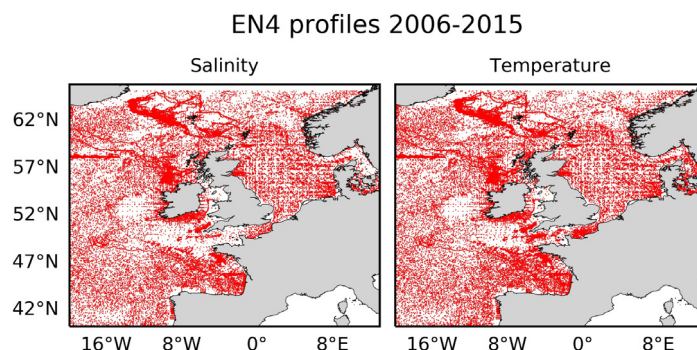 EN4 profiles 2006-2015
Salinity
Temperature
62°N
57°N
52°N
47°N
42°N
16°W 8°W 0° 8°E
16°W 8°W 0° 8°E